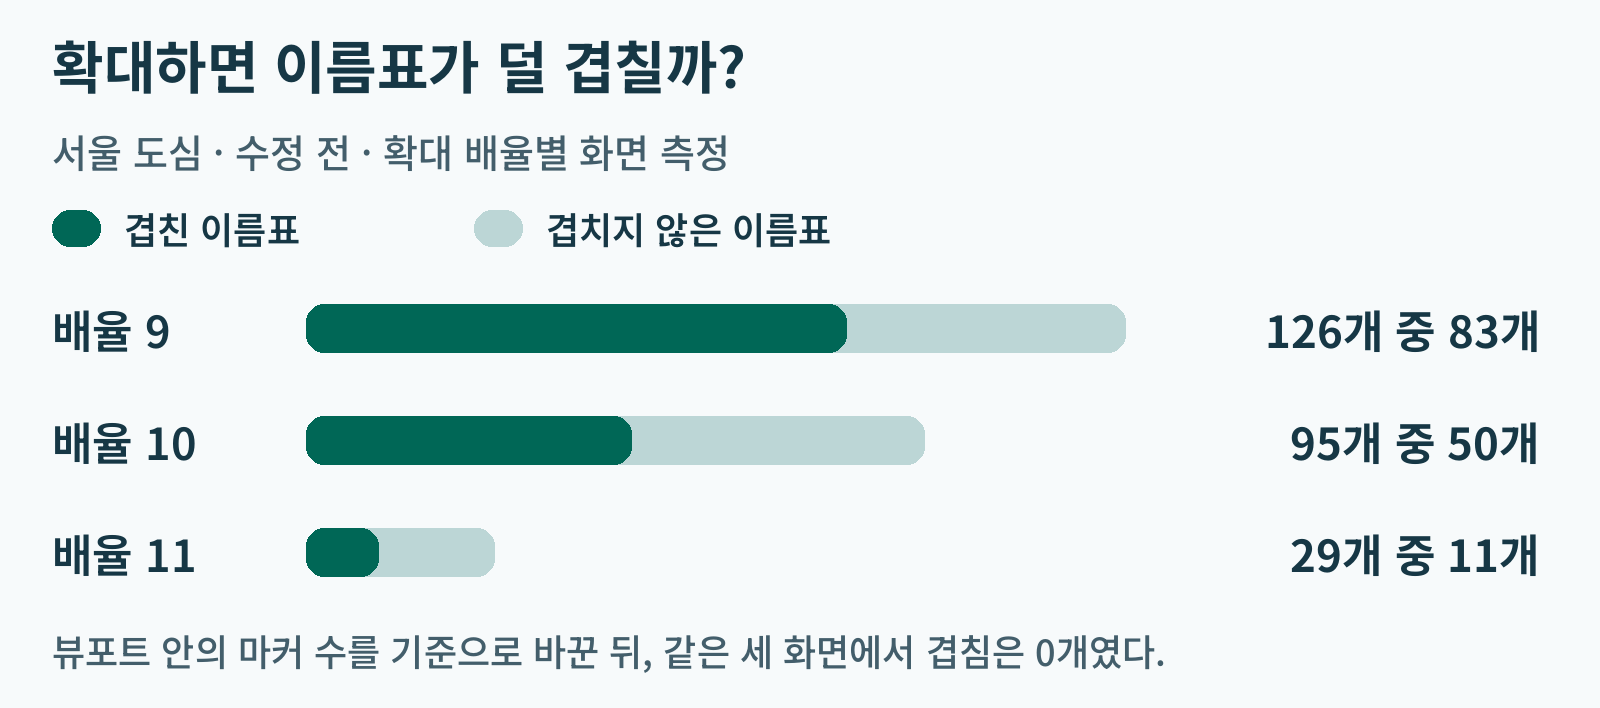 확대하면 이름표가 덜 겹칠까?
서울 도심 · 수정 전 · 확대 배율별 화면 측정
겹친 이름표 겹치지 않은 이름표
배율 9 126개 중 83개
배율 10 95개 중 50개
배율 11 29개 중 11개
뷰포트 안의 마커 수를 기준으로 바꾼 뒤, 같은 세 화면에서 겹침은 0개였다.